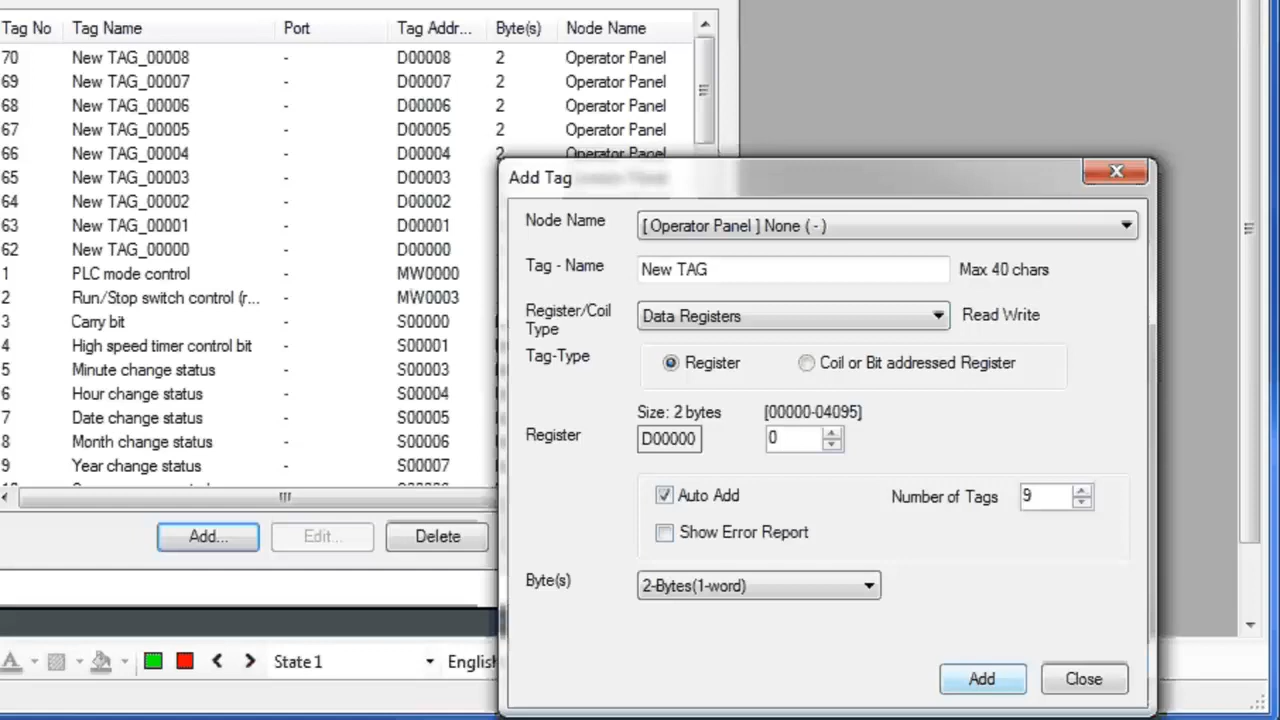 Tag No Tag Name Port Tag Addr... Byte(s) Node Name
70 New TAG_00008 - D00008 2 Operator Panel
69 New TAG_00007 - D00007 2 Operator Panel
68 New TAG_00006 - D00006 2 Operator Panel
67 New TAG_00005 - D00005 2 Operator Panel
66 New TAG_00004 - D00004 2 Operator Panel
65 New TAG_00003 - D00003
64 New TAG_00002 - D00002
63 New TAG_00001 - D00001
62 New TAG_00000 - D00000
1 PLC mode control - MW0000
2 Run/Stop switch control (r... - MW0003
3 Carry bit - S00000
4 High speed timer control bit - S00001
5 Minute change status - S00003
6 Hour change status - S00004
7 Date change status - S00005
8 Month change status - S00006
9 Year change status - S00007
Add... Edit... Delete
State1 English
Add Tag
Node Name [ Operator Panel ] None ( - )
Tag - Name New TAG Max 40 chars
Register/Coil Type Data Registers Read Write
Tag-Type Register Coil or Bit addressed Register
Size: 2 bytes [00000-04095]
Register D00000 0
Auto Add Number of Tags 9
Show Error Report
Byte(s) 2-Bytes(1-word)
Add Close